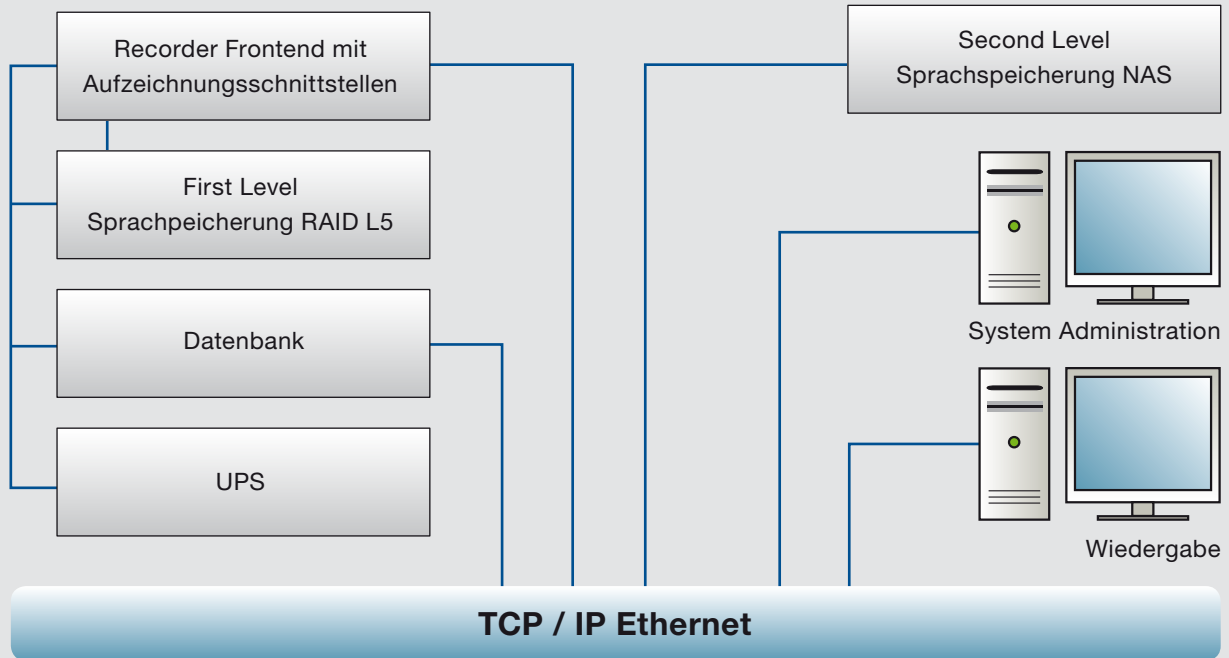 Recorder Frontend mit
Aufzeichnungsschnittstellen
First Level
Sprachpeicherung RAID L5
Datenbank
UPS
Second Level
Sprachspeicherung NAS
System Administration
Wiedergabe
TCP / IP Ethernet